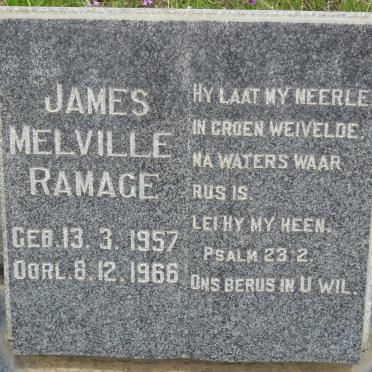 JAMES
MELVILLE
RAMAGE
GEB. 13. 3. 1957
OORL. 8. 12. 1966
HY LAAT MY NEERLE
IN GROEN WEIVELDE,
NA WATERS WAAR
RUS IS.
LEI HY MY HEEN.
PSALM 23:2.
ONS BERUS IN U WIL.